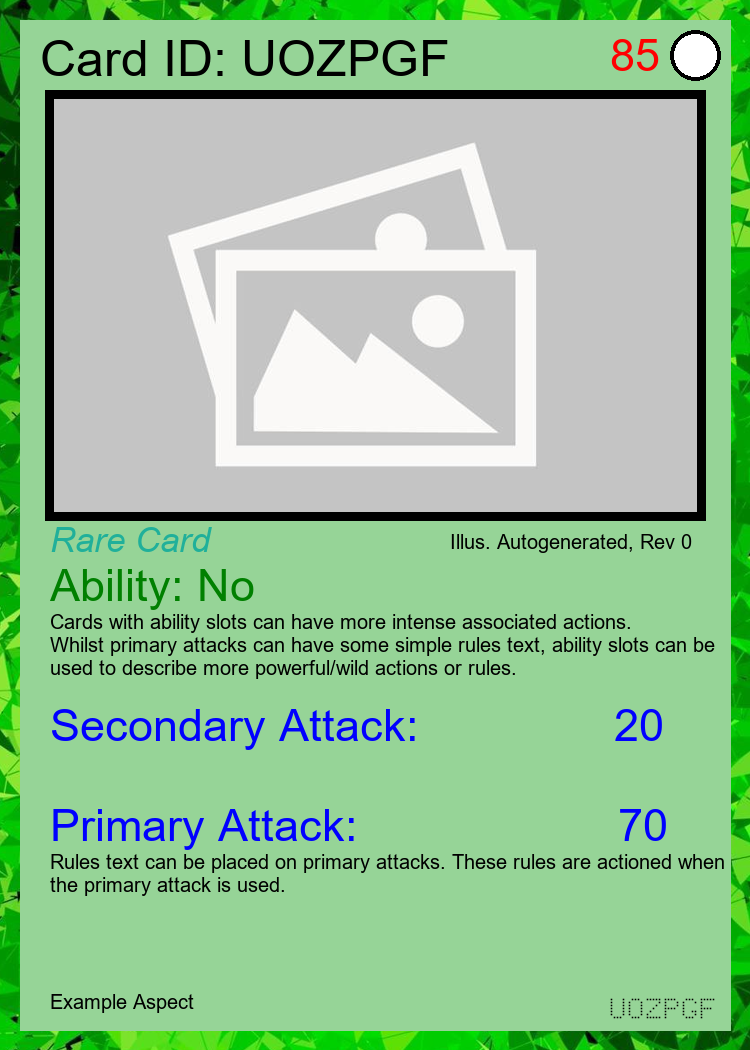 Card ID: UOZPGF 85
Rare Card Illus. Autogenerated, Rev 0
Ability: No
Cards with ability slots can have more intense associated actions.
Whilst primary attacks can have some simple rules text, ability slots can be
used to describe more powerful/wild actions or rules.
Secondary Attack: 20
Primary Attack: 70
Rules text can be placed on primary attacks. These rules are actioned when
the primary attack is used.
Example Aspect UOZPGF